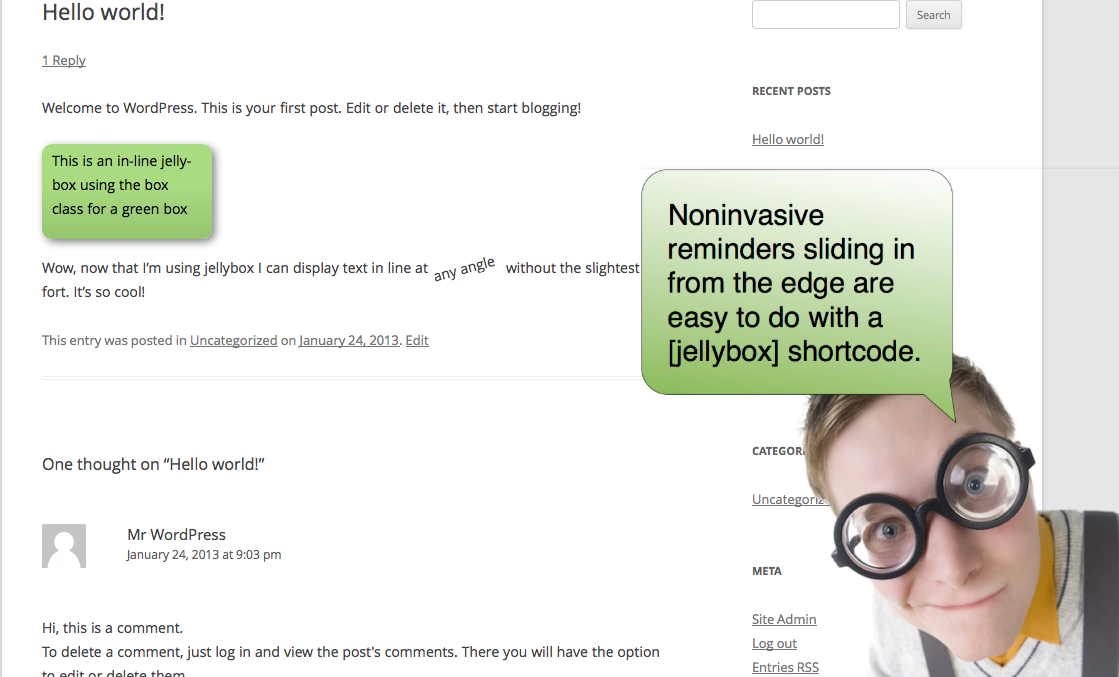 Hello world!
1 Reply
Welcome to WordPress. This is your first post. Edit or delete it, then start blogging!
This is an in-line jelly-
box using the box
class for a green box
Wow, now that I'm using jellybox I can display text in line at any angle without the slightest
fort. It's so cool!
This entry was posted in Uncategorized on January 24, 2013. Edit
One thought on “Hello world!”
Mr WordPress
January 24, 2013 at 9:03 pm
Hi, this is a comment.
To delete a comment, just log in and view the post's comments. There you will have the option
to edit or delete them.
Search
RECENT POSTS
Hello world!
Noninvasive
reminders sliding in
from the edge are
easy to do with a
[jellybox] shortcode.
CATEGOR
Uncategoriz
META
Site Admin
Log out
Entries RSS